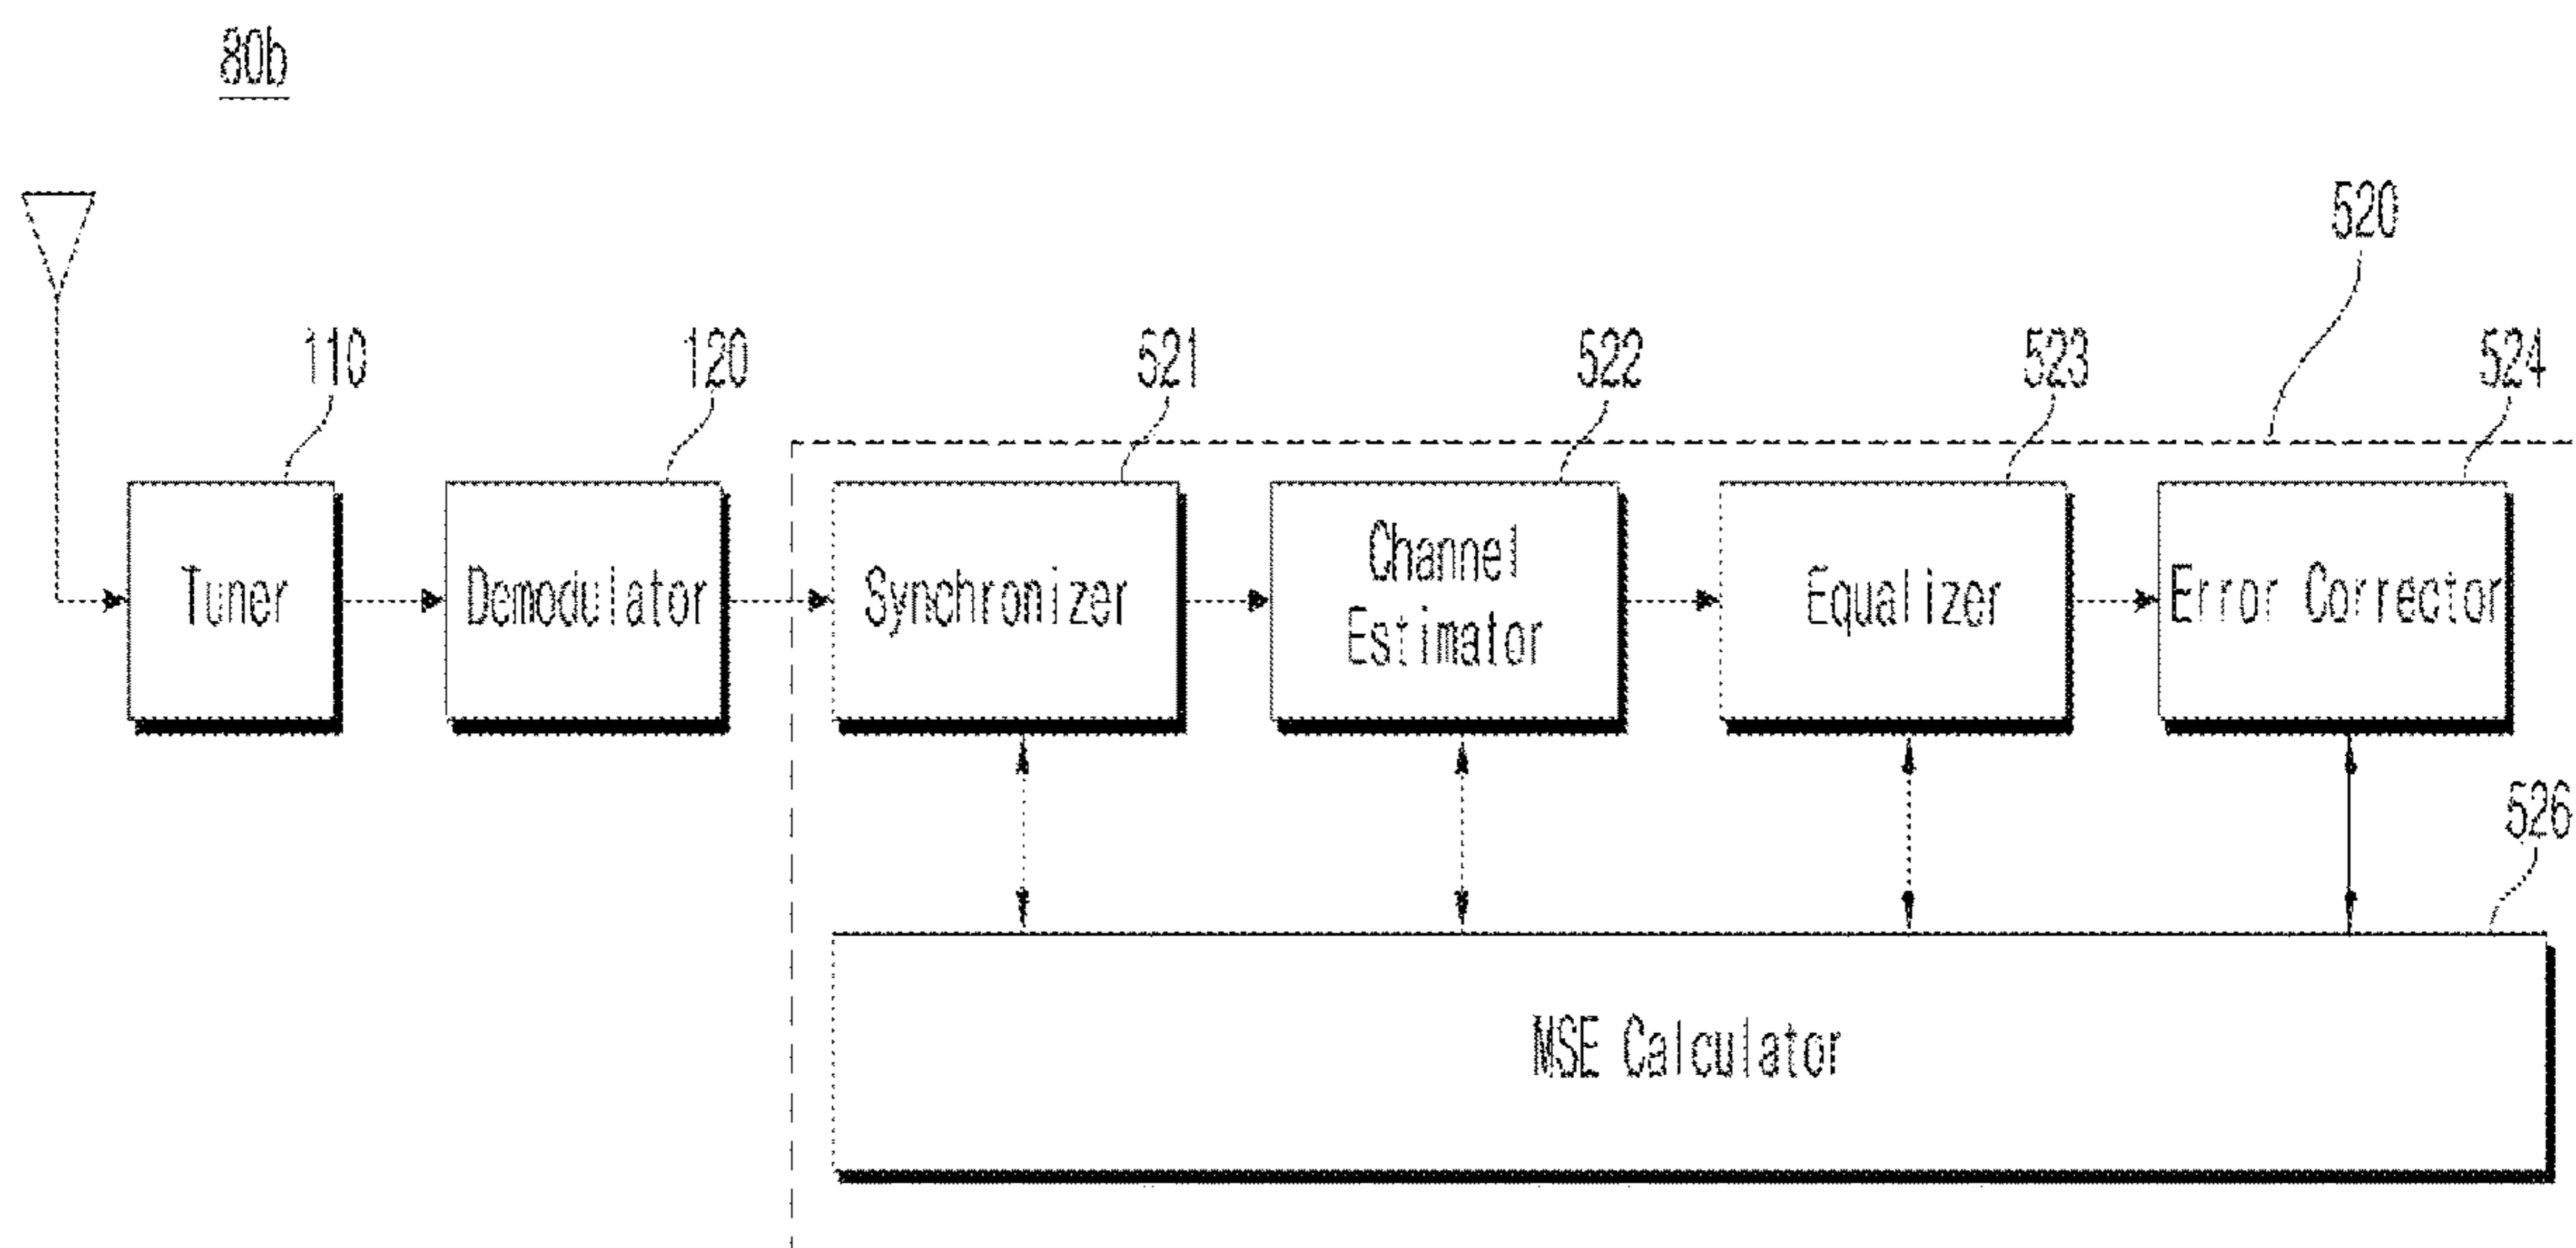 80b
520
110
120
521
522
523
524
Tuner
Demodulator
Synchronizer
Channel
Estimator
Equalizer
Error Corrector
526
MSE Calculator